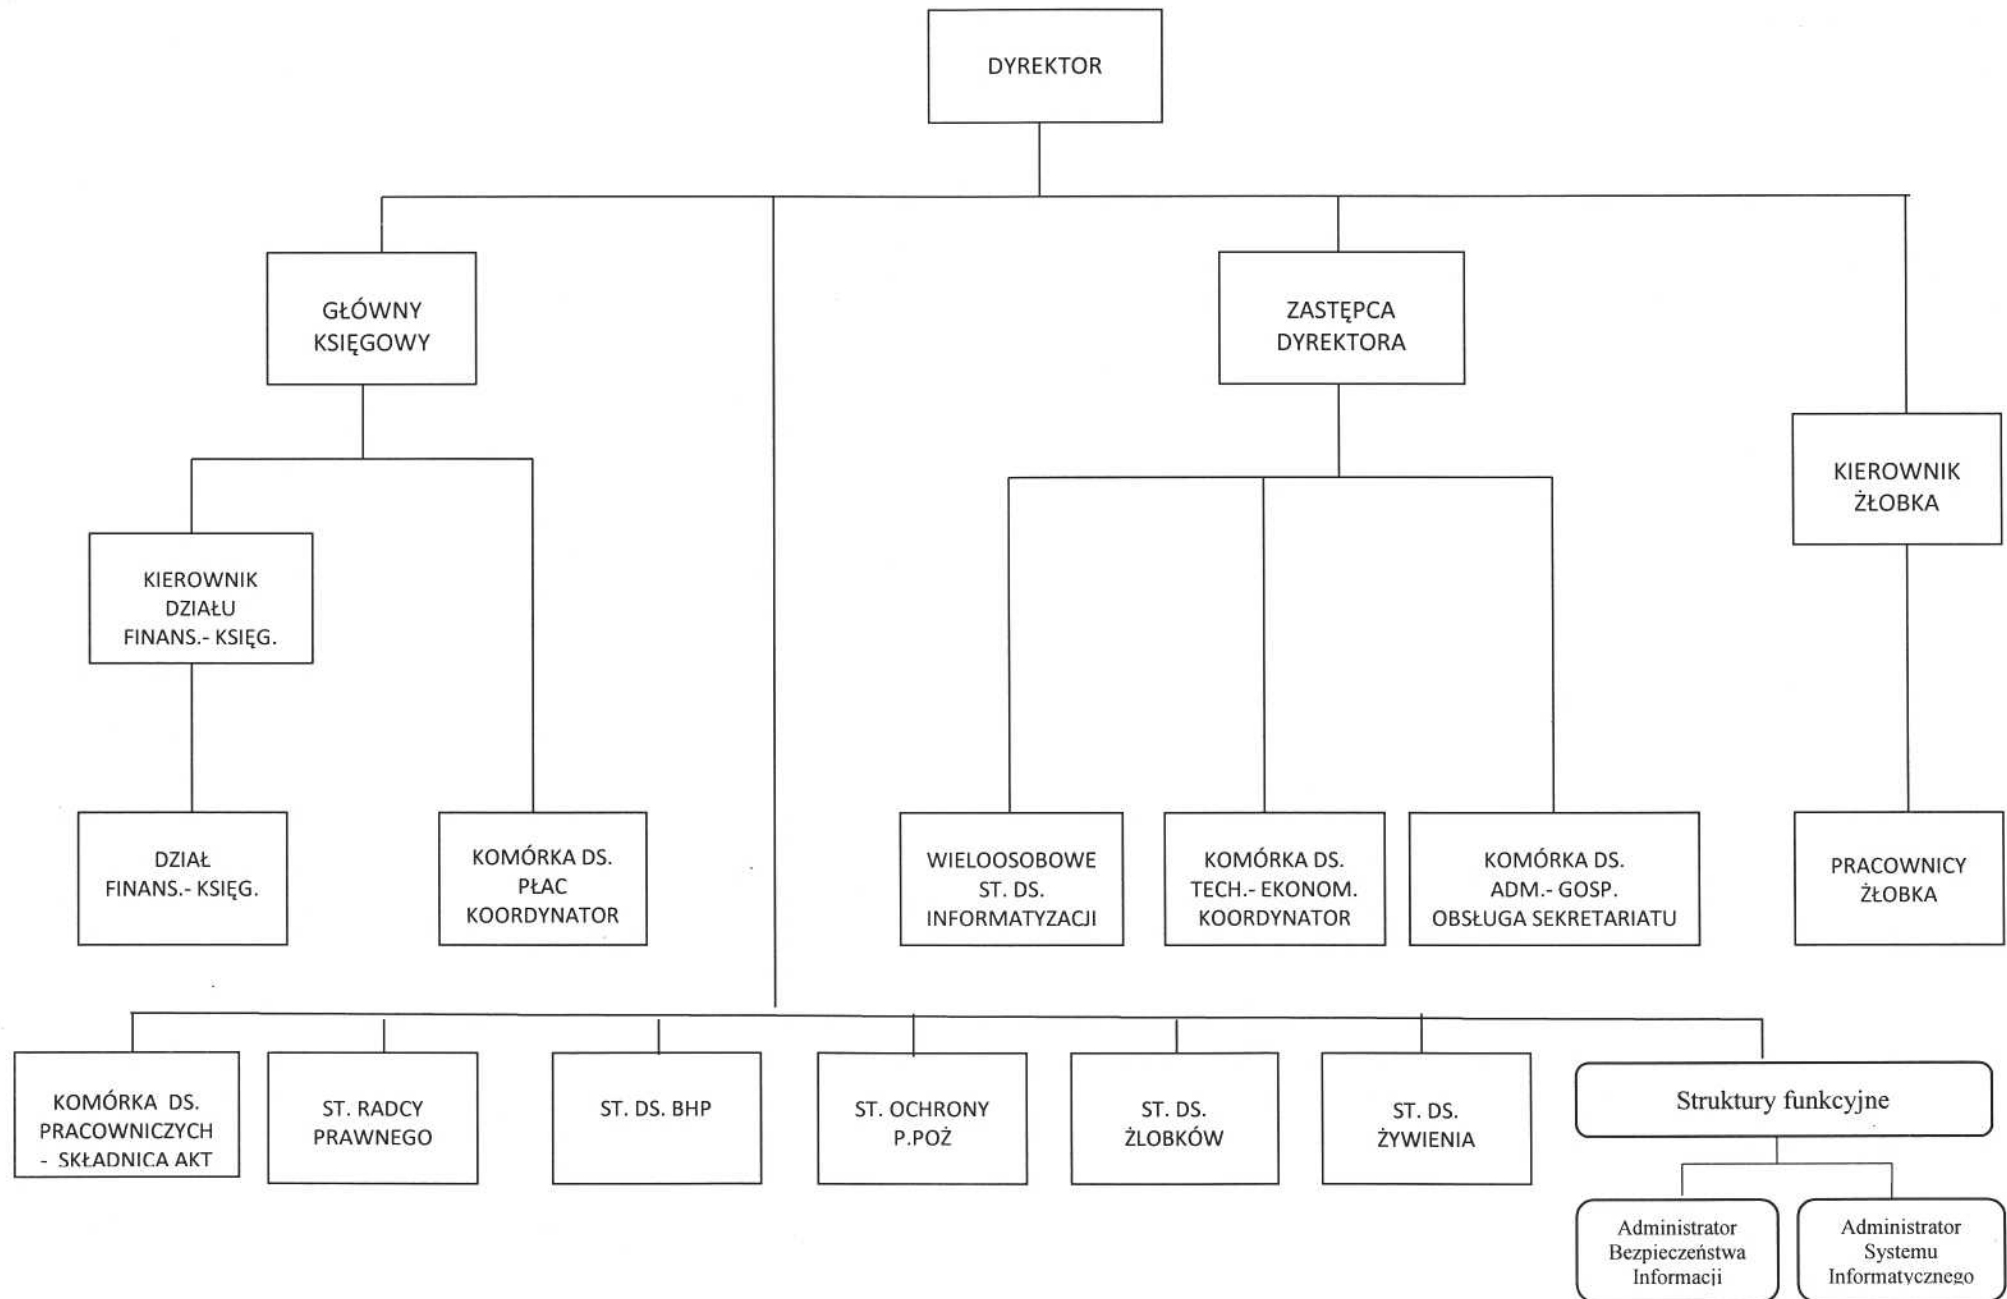 DYREKTOR
GŁÓWNY
KSIĘGOWY
ZASTĘPCA
DYREKTORA
KIEROWNIK
ŻŁOBKA
KIEROWNIK
DZIAŁU
FINANS.- KSIĘG.
DZIAŁ
FINANS.- KSIĘG.
KOMÓRKA DS.
PŁAC
KOORDYNATOR
WIELOOSOBOWE
ST. DS.
INFORMATYZACJI
KOMÓRKA DS.
TECH.- EKONOM.
KOORDYNATOR
KOMÓRKA DS.
ADM.- GOSP.
OBSŁUGA SEKRETARIATU
PRACOWNICY
ŻŁOBKA
KOMÓRKA DS.
PRACOWNICZYCH
- SKŁADNICA AKT
ST. RADCY
PRAWNEGO
ST. DS. BHP
ST. OCHRONY
P.POŻ
ST. DS.
ŻLOBKÓW
ST. DS.
ŻYWIENIA
Struktury funkcyjne
Administrator
Bezpieczeństwa
Informacji
Administrator
Systemu
Informatycznego